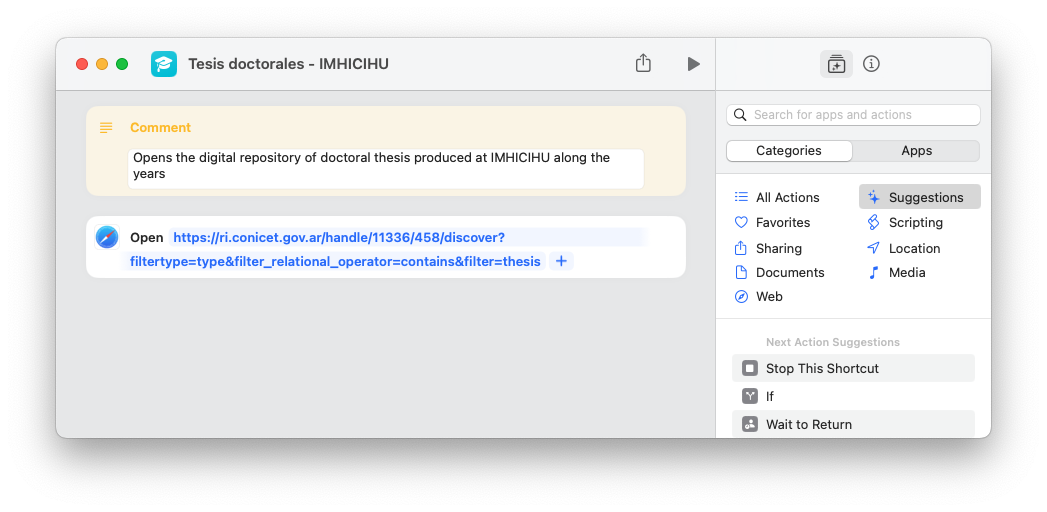 Tesis doctorales - IMHICIHU
Comment
Opens the digital repository of doctoral thesis produced at IMHICIHU along the
years
Open https://ri.conicet.gov.ar/handle/11336/458/discover?
filtertype=type&filter_relational_operator=contains&filter=thesis
Search for apps and actions
Categories Apps
All Actions Suggestions
Favorites Scripting
Sharing Location
Documents Media
Web
Next Action Suggestions
Stop This Shortcut
If
Wait to Return